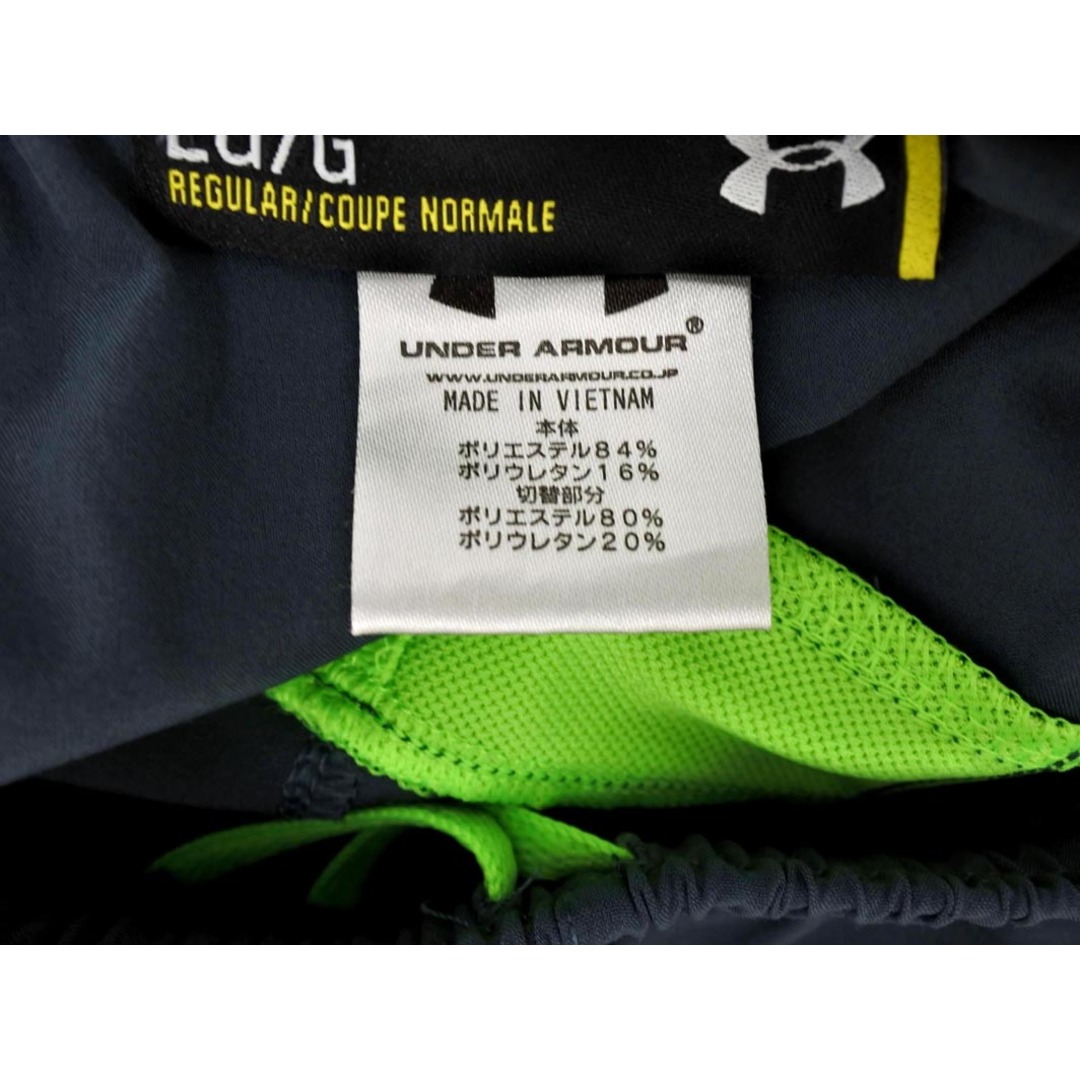 LG/G
REGULAR/COUPE NORMALE
UNDER ARMOUR®
WWW.UNDERARMOUR.CO.JP
MADE IN VIETNAM
本体
ポリエステル84%
ポリウレタン16%
切替部分
ポリエステル80%
ポリウレタン20%